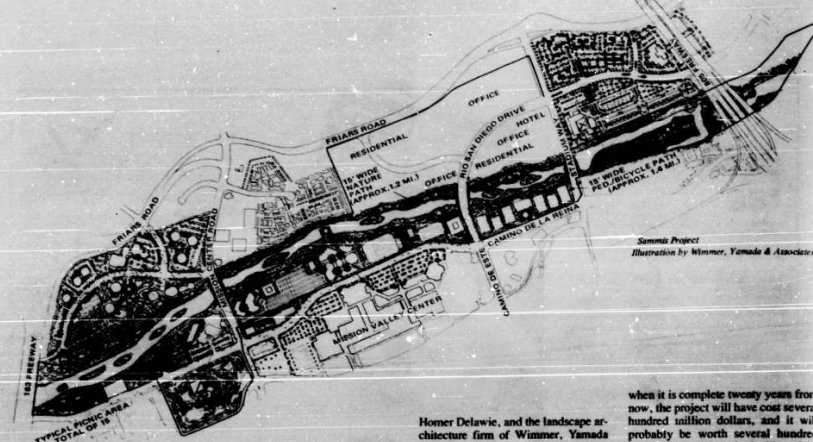 OFFICE
FRIARS ROAD
RESIDENTIAL
RIO SAN DIEGO DRIVE
HOTEL
OFFICE
RESIDENTIAL
OFFICE
15' WIDE
NATURE
PATH
(APPROX. 1.2 MI.)
15' WIDE
PED./BICYCLE PATH
(APPROX. 1.4 MI.)
FRIARS ROAD
CAMINO DE LA REINA
CAMINO DE ESTE
MISSION VALLEY CENTER
163 FREEWAY
TYPICAL PICNIC AREA
TOTAL OF 16
Sammis Project
Illustration by Wimmer, Yamada & Associates
Homer Delawie, and the landscape ar-
chitecture firm of Wimmer, Yamada
when it is complete twenty years from
now, the project will have cost several
hundred million dollars, and it will
probably be worth several hundred